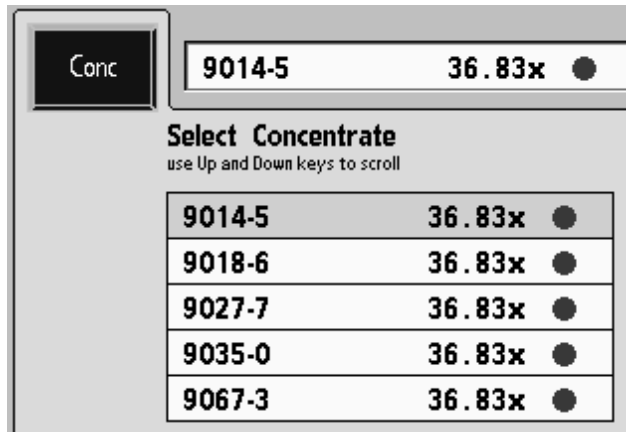 Conc
9014-5 36.83x
Select Concentrate
use Up and Down keys to scroll
9014-5 36.83x
9018-6 36.83x
9027-7 36.83x
9035-0 36.83x
9067-3 36.83x